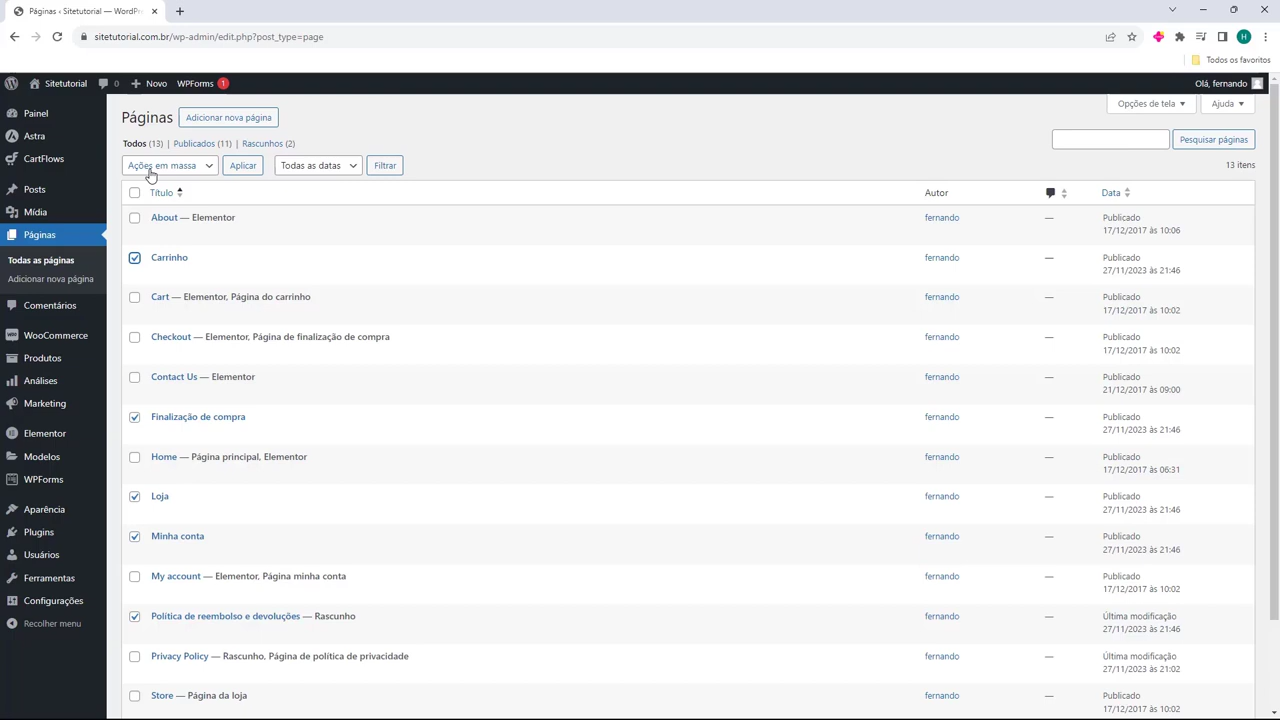 Páginas ‹ Sitetutorial — WordPr
sitetutorial.com.br/wp-admin/edit.php?post_type=page
H
Todos os favoritos
Sitetutorial 0 Novo WPForms 1
Olá, fernando
Painel
Astra
CartFlows
Posts
Mídia
Páginas
Todas as páginas
Adicionar nova página
Comentários
WooCommerce
Produtos
Análises
Marketing
Elementor
Modelos
WPForms
Aparência
Plugins
Usuários
Ferramentas
Configurações
Recolher menu
Opções de tela Ajuda
Páginas Adicionar nova página
Todos (13) | Publicados (11) | Rascunhos (2)
Pesquisar páginas
Ações em massa Aplicar Todas as datas Filtrar
13 itens
Título Autor Data
About — Elementor fernando — Publicado
17/12/2017 às 10:06
Carrinho fernando — Publicado
27/11/2023 às 21:46
Cart — Elementor, Página do carrinho fernando — Publicado
17/12/2017 às 10:02
Checkout — Elementor, Página de finalização de compra fernando — Publicado
17/12/2017 às 10:02
Contact Us — Elementor fernando — Publicado
21/12/2017 às 09:00
Finalização de compra fernando — Publicado
27/11/2023 às 21:46
Home — Página principal, Elementor fernando — Publicado
17/12/2017 às 06:31
Loja fernando — Publicado
27/11/2023 às 21:46
Minha conta fernando — Publicado
27/11/2023 às 21:46
My account — Elementor, Página minha conta fernando — Publicado
17/12/2017 às 10:02
Política de reembolso e devoluções — Rascunho fernando — Última modificação
27/11/2023 às 21:46
Privacy Policy — Rascunho, Página de política de privacidade fernando — Última modificação
27/11/2023 às 21:02
Store — Página da loja fernando — Publicado
17/12/2017 às 10:02